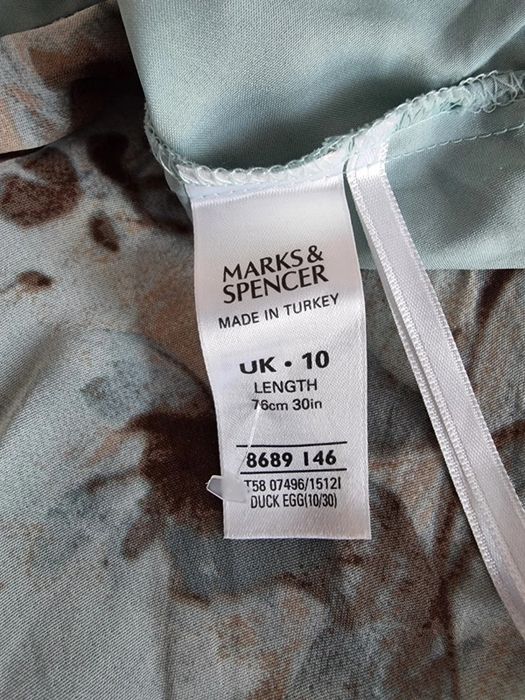 MARKS&
SPENCER
MADE IN TURKEY
UK • 10
LENGTH
76cm 30in
8689 146
T58 07496/1512I
DUCK EGG(10/30)